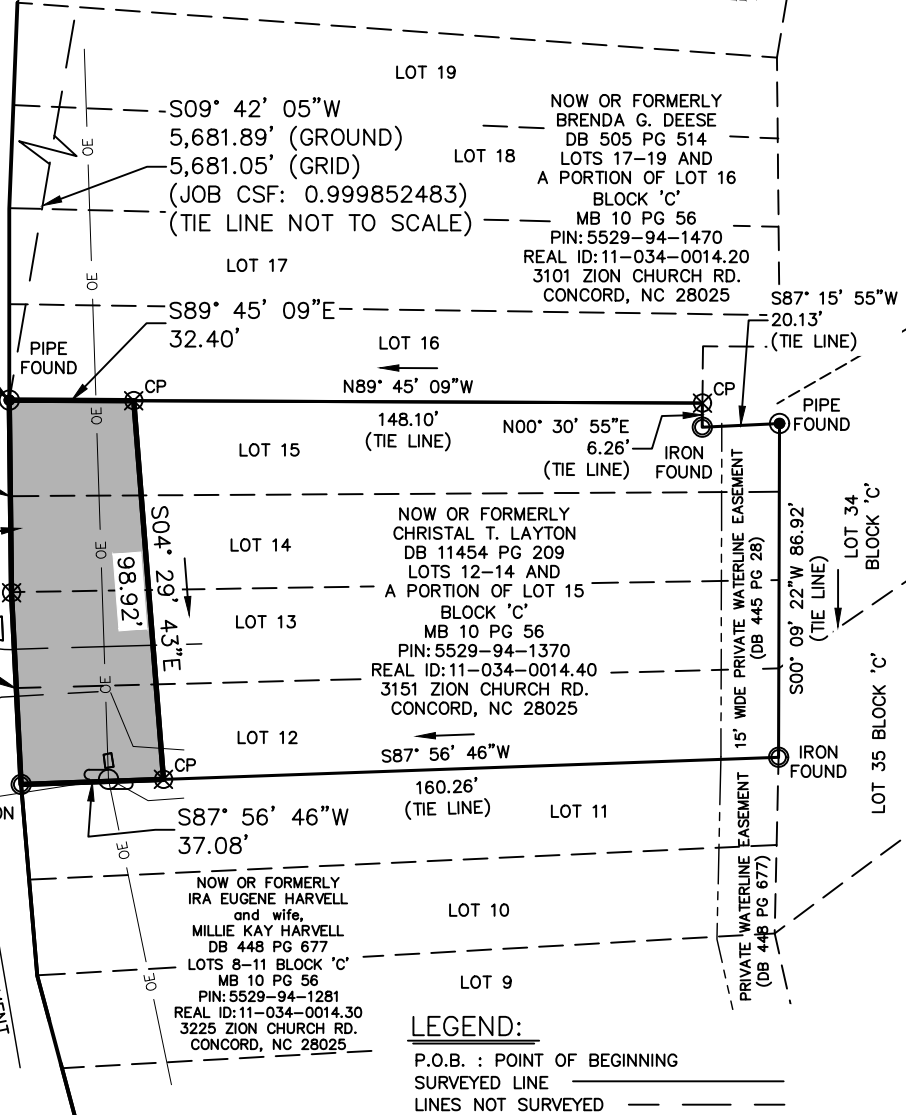 LOT 19
S09° 42' 05"W
5,681.89' (GROUND)
5,681.05' (GRID)
(JOB CSF: 0.999852483)
(TIE LINE NOT TO SCALE)
LOT 18
NOW OR FORMERLY
BRENDA G. DEESE
DB 505 PG 514
LOTS 17-19 AND
A PORTION OF LOT 16
BLOCK 'C'
MB 10 PG 56
PIN:5529-94-1470
REAL ID:11-034-0014.20
3101 ZION CHURCH RD.
CONCORD, NC 28025
OE
OE
LOT 17
S89° 45' 09"E
32.40'
S87° 15' 55"W
20.13'
(TIE LINE)
PIPE
FOUND
LOT 16
CP
N89° 45' 09"W
148.10'
(TIE LINE)
CP
N00° 30' 55"E
6.26'
(TIE LINE)
IRON
FOUND
PIPE
FOUND
OE
LOT 15
S04° 29' 43"E
98.92'
OE
LOT 14
LOT 13
NOW OR FORMERLY
CHRISTAL T. LAYTON
DB 11454 PG 209
LOTS 12-14 AND
A PORTION OF LOT 15
BLOCK 'C'
MB 10 PG 56
PIN:5529-94-1370
REAL ID:11-034-0014.40
3151 ZION CHURCH RD.
CONCORD, NC 28025
15' WIDE PRIVATE WATERLINE EASEMENT
(DB 445 PG 28)
S00° 09' 22"W 86.92'
(TIE LINE)
LOT 34
BLOCK 'C'
LOT 35 BLOCK 'C'
OE
LOT 12
CP
S87° 56' 46"W
160.26'
(TIE LINE)
IRON
FOUND
ON
S87° 56' 46"W
37.08'
LOT 11
OE
PRIVATE WATERLINE EASEMENT
(DB 448 PG 677)
NOW OR FORMERLY
IRA EUGENE HARVELL
and wife,
MILLIE KAY HARVELL
DB 448 PG 677
LOTS 8-11 BLOCK 'C'
MB 10 PG 56
PIN:5529-94-1281
REAL ID:11-034-0014.30
3225 ZION CHURCH RD.
CONCORD, NC 28025
LOT 10
OE
LOT 9
LEGEND:
P.O.B. : POINT OF BEGINNING
SURVEYED LINE
LINES NOT SURVEYED